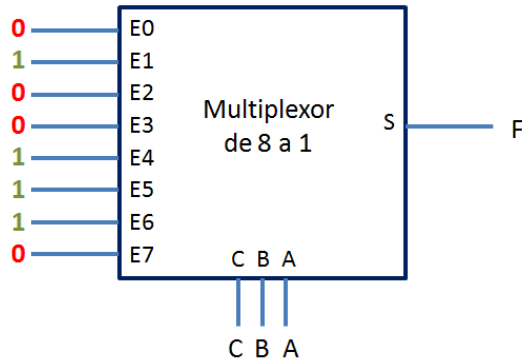 0 E0
1 E1
0 E2
0 E3
1 E4
1 E5
1 E6
0 E7
Multiplexor
de 8 a 1
S F
C B A
C B A